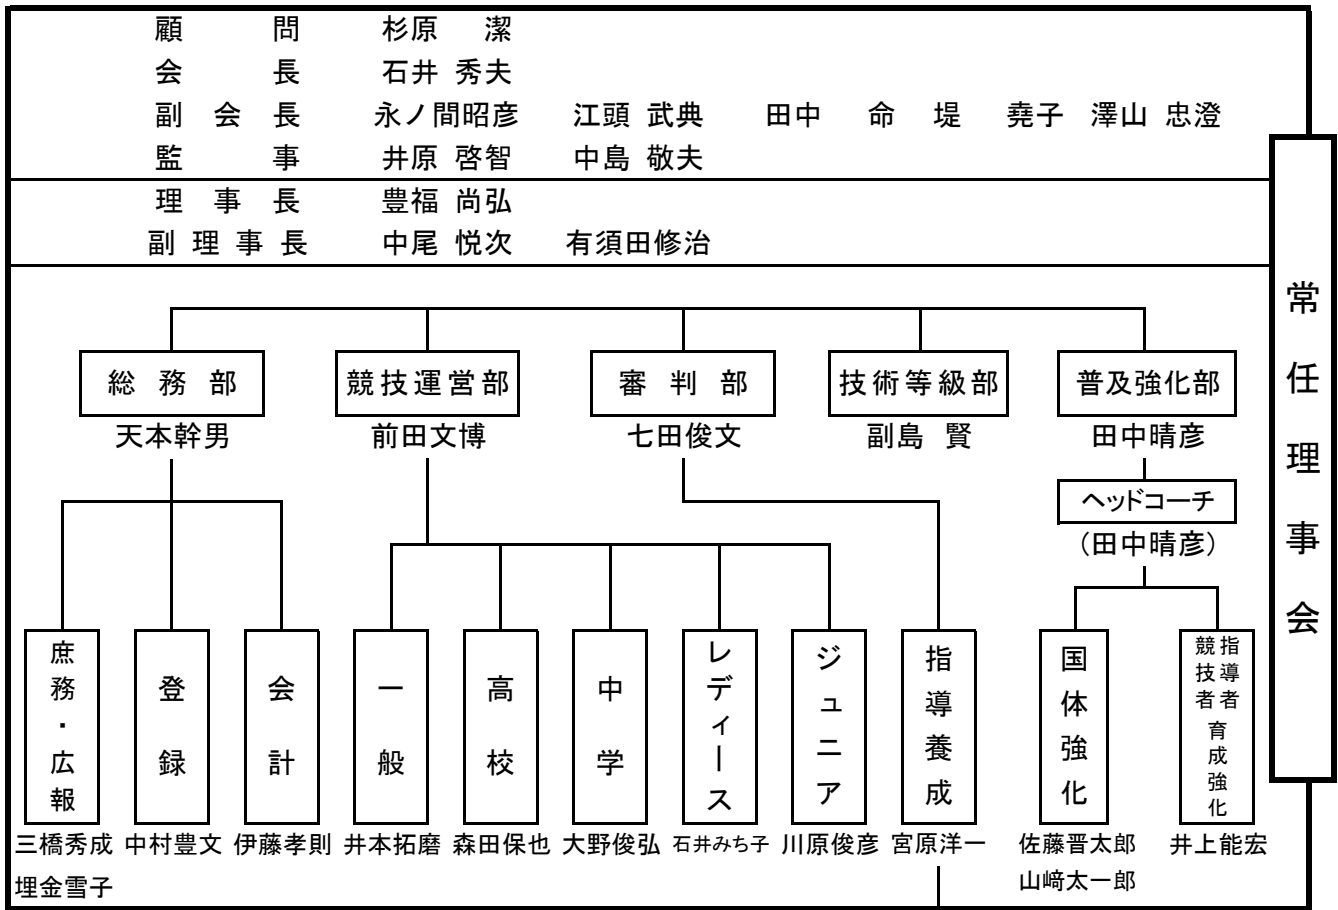 顧問 杉原 潔
会長 石井 秀夫
副会長 永ノ間昭彦 江頭 武典 田中 命 堤 堯子 澤山 忠澄
監事 井原 啓智 中島 敬夫
理事長 豊福 尚弘
副理事長 中尾 悦次 有須田修治
常任理事会
総務部 競技運営部 審判部 技術等級部 普及強化部
天本幹男 前田文博 七田俊文 副島 賢 田中晴彦
ヘッドコーチ
(田中晴彦)
庶務・広報 登録 会計 一般 高校 中学 レディース ジュニア 指導養成 国体強化 指導者競技者育成強化
三橋秀成 中村豊文 伊藤孝則 井本拓磨 森田保也 大野俊弘 石井みち子 川原俊彦 宮原洋一 佐藤晋太郎 井上能宏
埋金雪子 山﨑太一郎